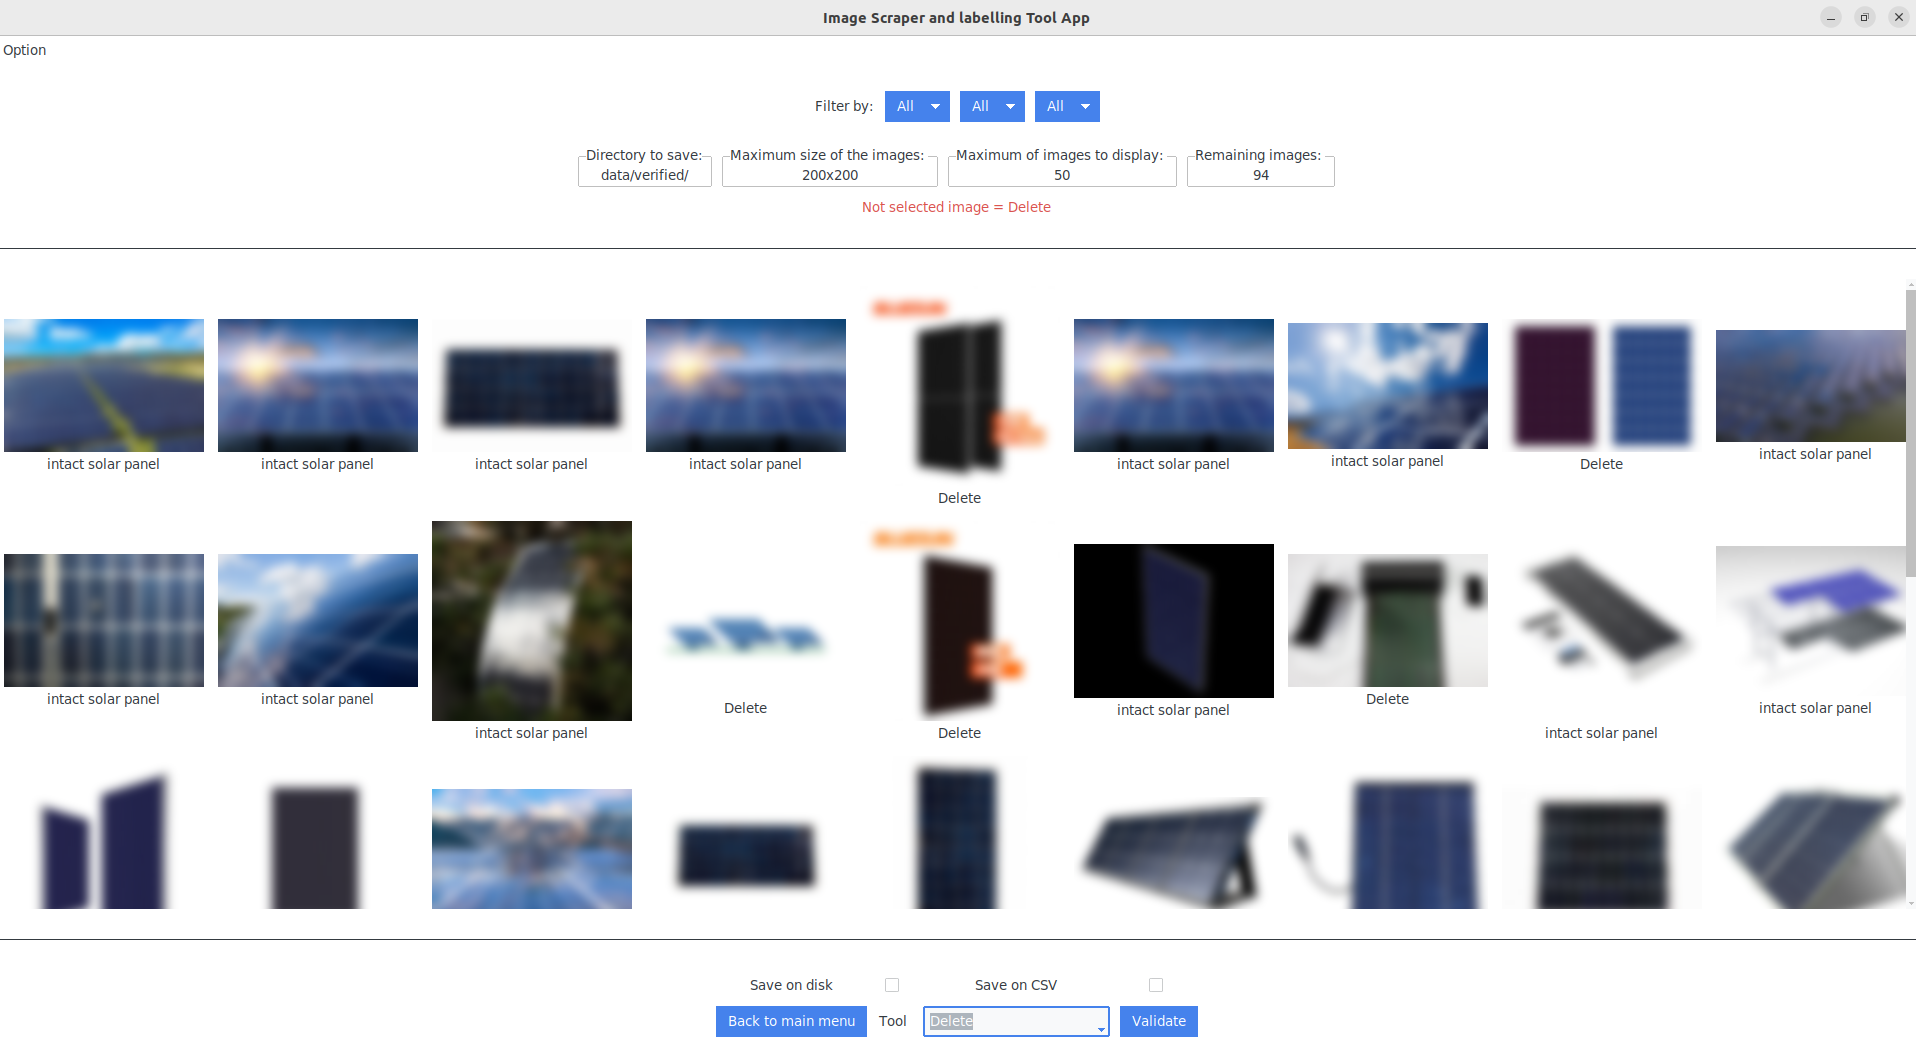 Image Scraper and labelling Tool App
Option
Filter by: All All All
Directory to save: Maximum size of the images: Maximum of images to display: Remaining images:
data/verified/ 200x200 50 94
Not selected image = Delete
intact solar panel intact solar panel intact solar panel intact solar panel Delete intact solar panel intact solar panel Delete intact solar panel
intact solar panel intact solar panel intact solar panel Delete Delete intact solar panel Delete intact solar panel intact solar panel
Save on disk Save on CSV
Back to main menu Tool Delete Validate